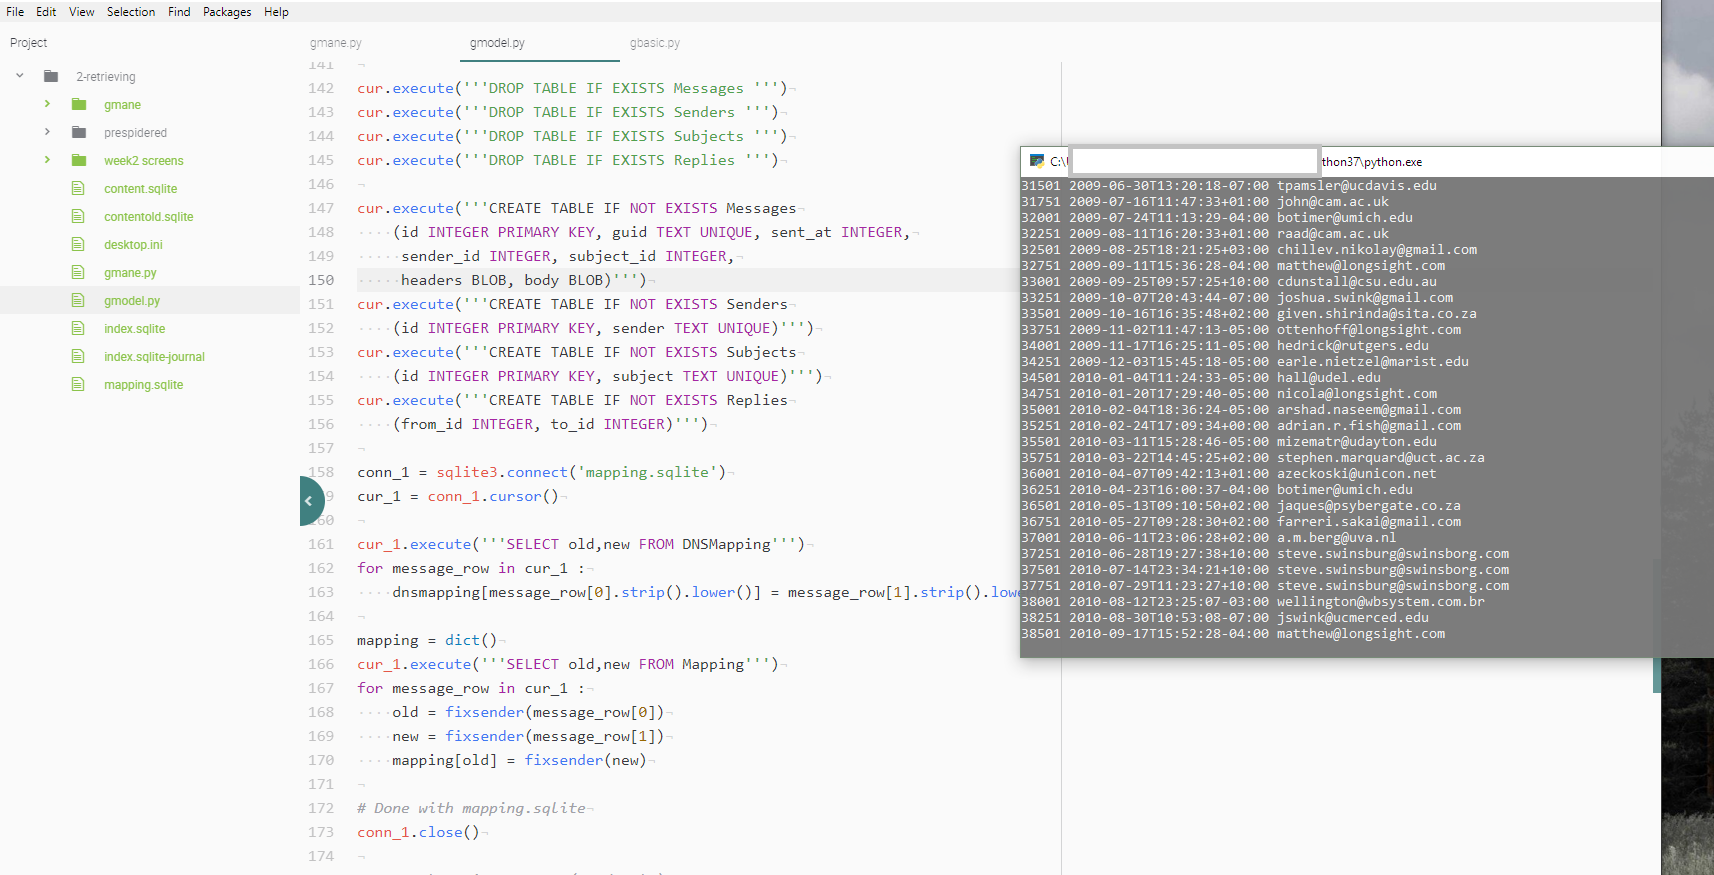 File Edit View Selection Find Packages Help
Project
2-retrieving
gmane
prespidered
week2 screens
content.sqlite
contentold.sqlite
desktop.ini
gmane.py
gmodel.py
index.sqlite
index.sqlite-journal
mapping.sqlite
gmane.py gmodel.py gbasic.py
141
142 cur.execute('''DROP TABLE IF EXISTS Messages ''')
143 cur.execute('''DROP TABLE IF EXISTS Senders ''')
144 cur.execute('''DROP TABLE IF EXISTS Subjects ''')
145 cur.execute('''DROP TABLE IF EXISTS Replies ''')
146
147 cur.execute('''CREATE TABLE IF NOT EXISTS Messages
148 (id INTEGER PRIMARY KEY, guid TEXT UNIQUE, sent_at INTEGER,
149 sender_id INTEGER, subject_id INTEGER,
150 headers BLOB, body BLOB)''')
151 cur.execute('''CREATE TABLE IF NOT EXISTS Senders
152 (id INTEGER PRIMARY KEY, sender TEXT UNIQUE)''')
153 cur.execute('''CREATE TABLE IF NOT EXISTS Subjects
154 (id INTEGER PRIMARY KEY, subject TEXT UNIQUE)''')
155 cur.execute('''CREATE TABLE IF NOT EXISTS Replies
156 (from_id INTEGER, to_id INTEGER)''')
157
158 conn_1 = sqlite3.connect('mapping.sqlite')
9 cur_1 = conn_1.cursor()
160
161 cur_1.execute('''SELECT old,new FROM DNSMapping''')
162 for message_row in cur_1 :
163 dnsmapping[message_row[0].strip().lower()] = message_row[1].strip().lowe
164
165 mapping = dict()
166 cur_1.execute('''SELECT old,new FROM Mapping''')
167 for message_row in cur_1 :
168 old = fixsender(message_row[0])
169 new = fixsender(message_row[1])
170 mapping[old] = fixsender(new)
171
172 # Done with mapping.sqlite
173 conn_1.close()
174
C:\ thon37\python.exe
31501 2009-06-30T13:20:18-07:00 tpamsler@ucdavis.edu
31751 2009-07-16T11:47:33+01:00 john@cam.ac.uk
32001 2009-07-24T11:13:29-04:00 botimer@umich.edu
32251 2009-08-11T16:20:33+01:00 raad@cam.ac.uk
32501 2009-08-25T18:21:25+03:00 chillev.nikolay@gmail.com
32751 2009-09-11T15:36:28-04:00 matthew@longsight.com
33001 2009-09-25T09:57:25+10:00 cdunstall@csu.edu.au
33251 2009-10-07T20:43:44-07:00 joshua.swink@gmail.com
33501 2009-10-16T16:35:48+02:00 given.shirinda@sita.co.za
33751 2009-11-02T11:47:13-05:00 ottenhoff@longsight.com
34001 2009-11-17T16:25:11-05:00 hedrick@rutgers.edu
34251 2009-12-03T15:45:18-05:00 earle.nietzel@marist.edu
34501 2010-01-04T11:24:33-05:00 hall@udel.edu
34751 2010-01-20T17:29:40-05:00 nicola@longsight.com
35001 2010-02-04T18:36:24-05:00 arshad.naseem@gmail.com
35251 2010-02-24T17:09:34+00:00 adrian.r.fish@gmail.com
35501 2010-03-11T15:28:46-05:00 mizematr@udayton.edu
35751 2010-03-22T14:45:25+02:00 stephen.marquard@uct.ac.za
36001 2010-04-07T09:42:13+01:00 azeckoski@unicon.net
36251 2010-04-23T16:00:37-04:00 botimer@umich.edu
36501 2010-05-13T09:10:50+02:00 jaques@psybergate.co.za
36751 2010-05-27T09:28:30+02:00 farreri.sakai@gmail.com
37001 2010-06-11T23:06:28+02:00 a.m.berg@uva.nl
37251 2010-06-28T19:27:38+10:00 steve.swinsburg@swinsborg.com
37501 2010-07-14T23:34:21+10:00 steve.swinsburg@swinsborg.com
37751 2010-07-29T11:23:27+10:00 steve.swinsburg@swinsborg.com
38001 2010-08-12T23:25:07-03:00 wellington@wbsystem.com.br
38251 2010-08-30T10:53:08-07:00 jswink@ucmerced.edu
38501 2010-09-17T15:52:28-04:00 matthew@longsight.com